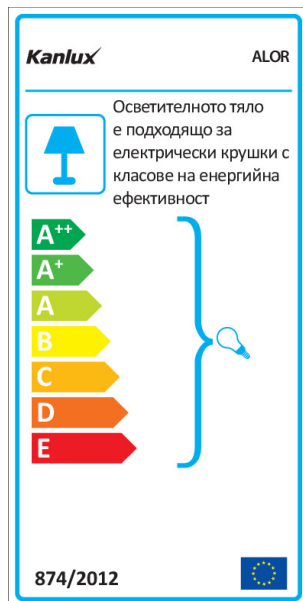 Kanlux ALOR
Осветителното тяло
е подходящо за
електрически крушки с
класове на енергийна
ефективност
A++
A+
A
B
C
D
E
874/2012